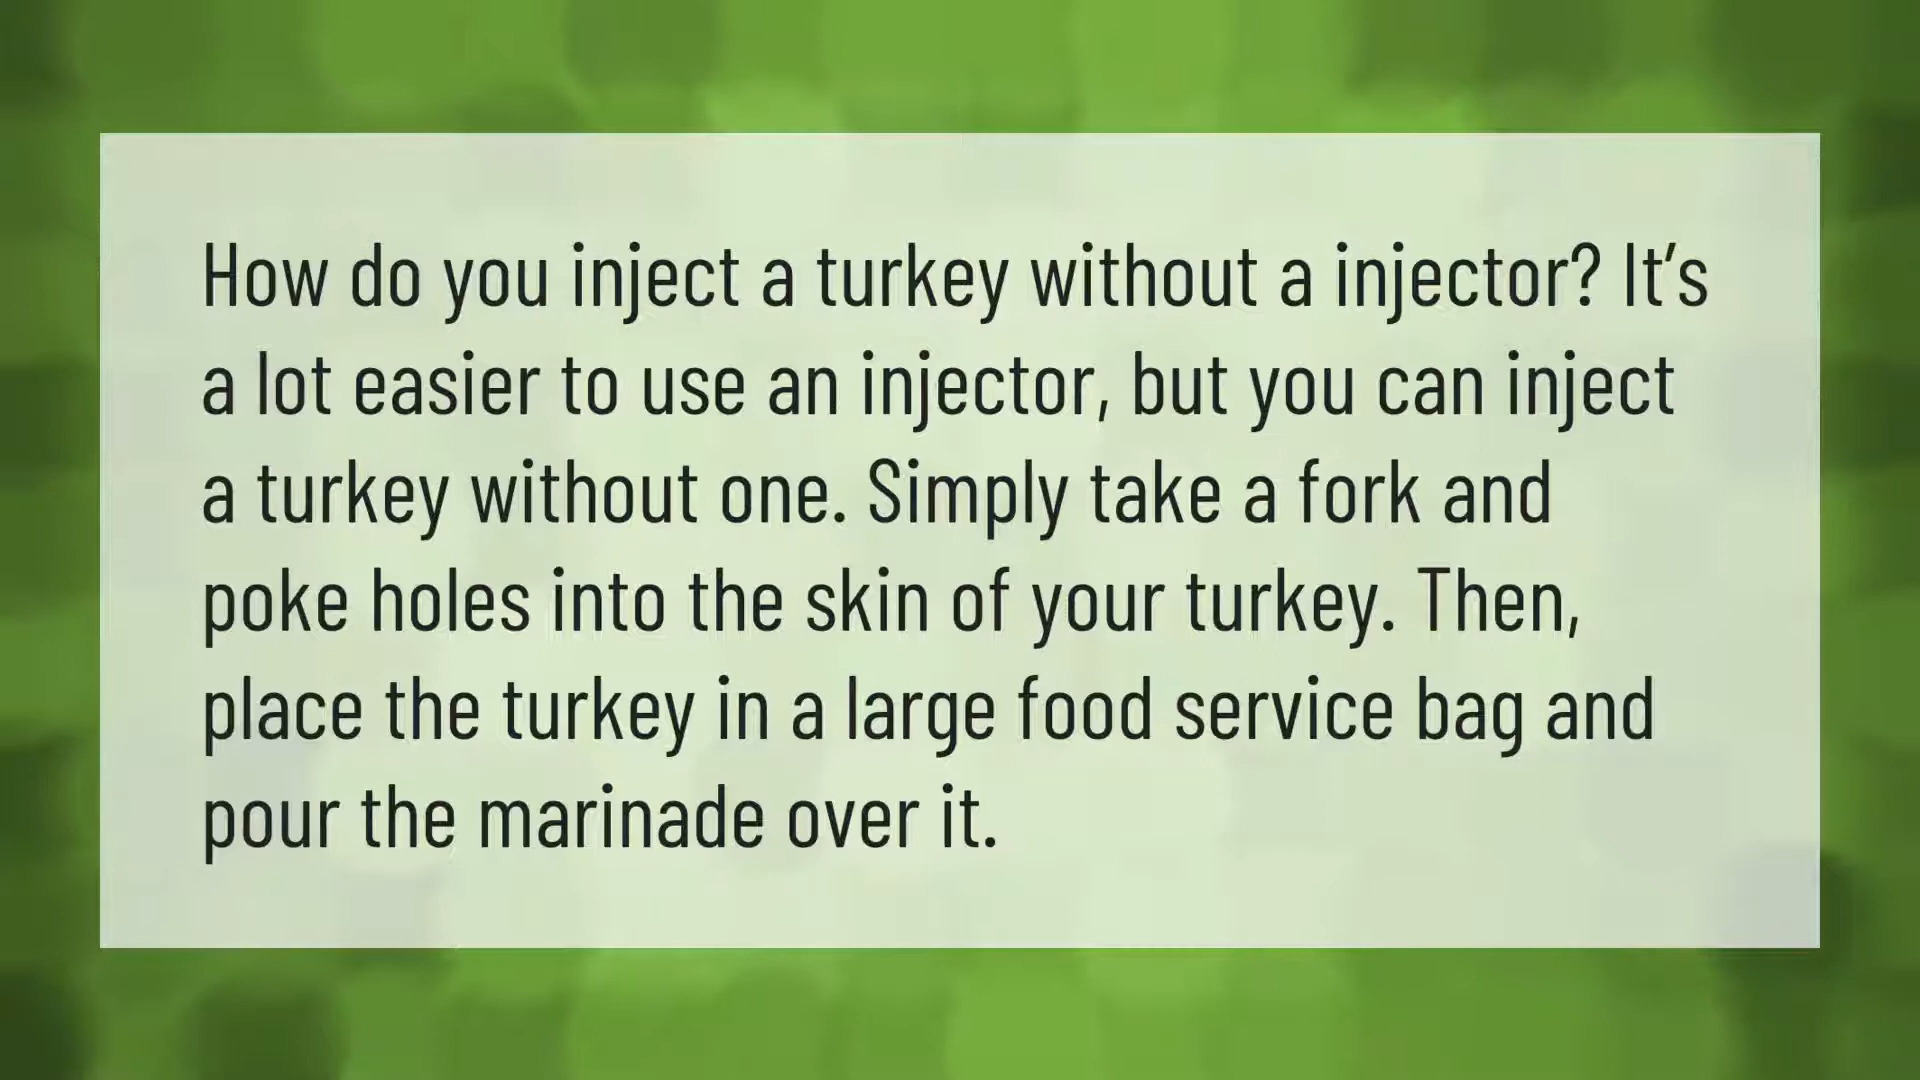 How do you inject a turkey without a injector? It’s
a lot easier to use an injector, but you can inject
a turkey without one. Simply take a fork and
poke holes into the skin of your turkey. Then,
place the turkey in a large food service bag and
pour the marinade over it.